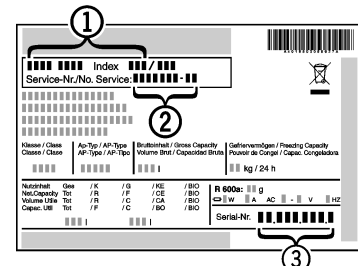 1
Index /
Service-Nr./No. Service: -
2
Klasse / Class
Classe / Clase
Ap-Typ / AP-Type
AP-Type / AP-Tipo
Bruttoinhalt / Gross Capacity
Volume Brut / Capacidad Bruta
Gefriervermögen / Freezing Capacity
Pouvoir de Congel / Capac. Congeladora
l
kg / 24 h
Nutzinhalt Ges / K / G / KE / BIO
Net.Capacity Tot / R / F / CE / BIO
Volume Utile Tot / R / C / CA / BIO
Capac. Util Tot / F / C / BO / BIO
l l
R 600a: g
W A AC - V HZ
Serial-Nr. . . .
3